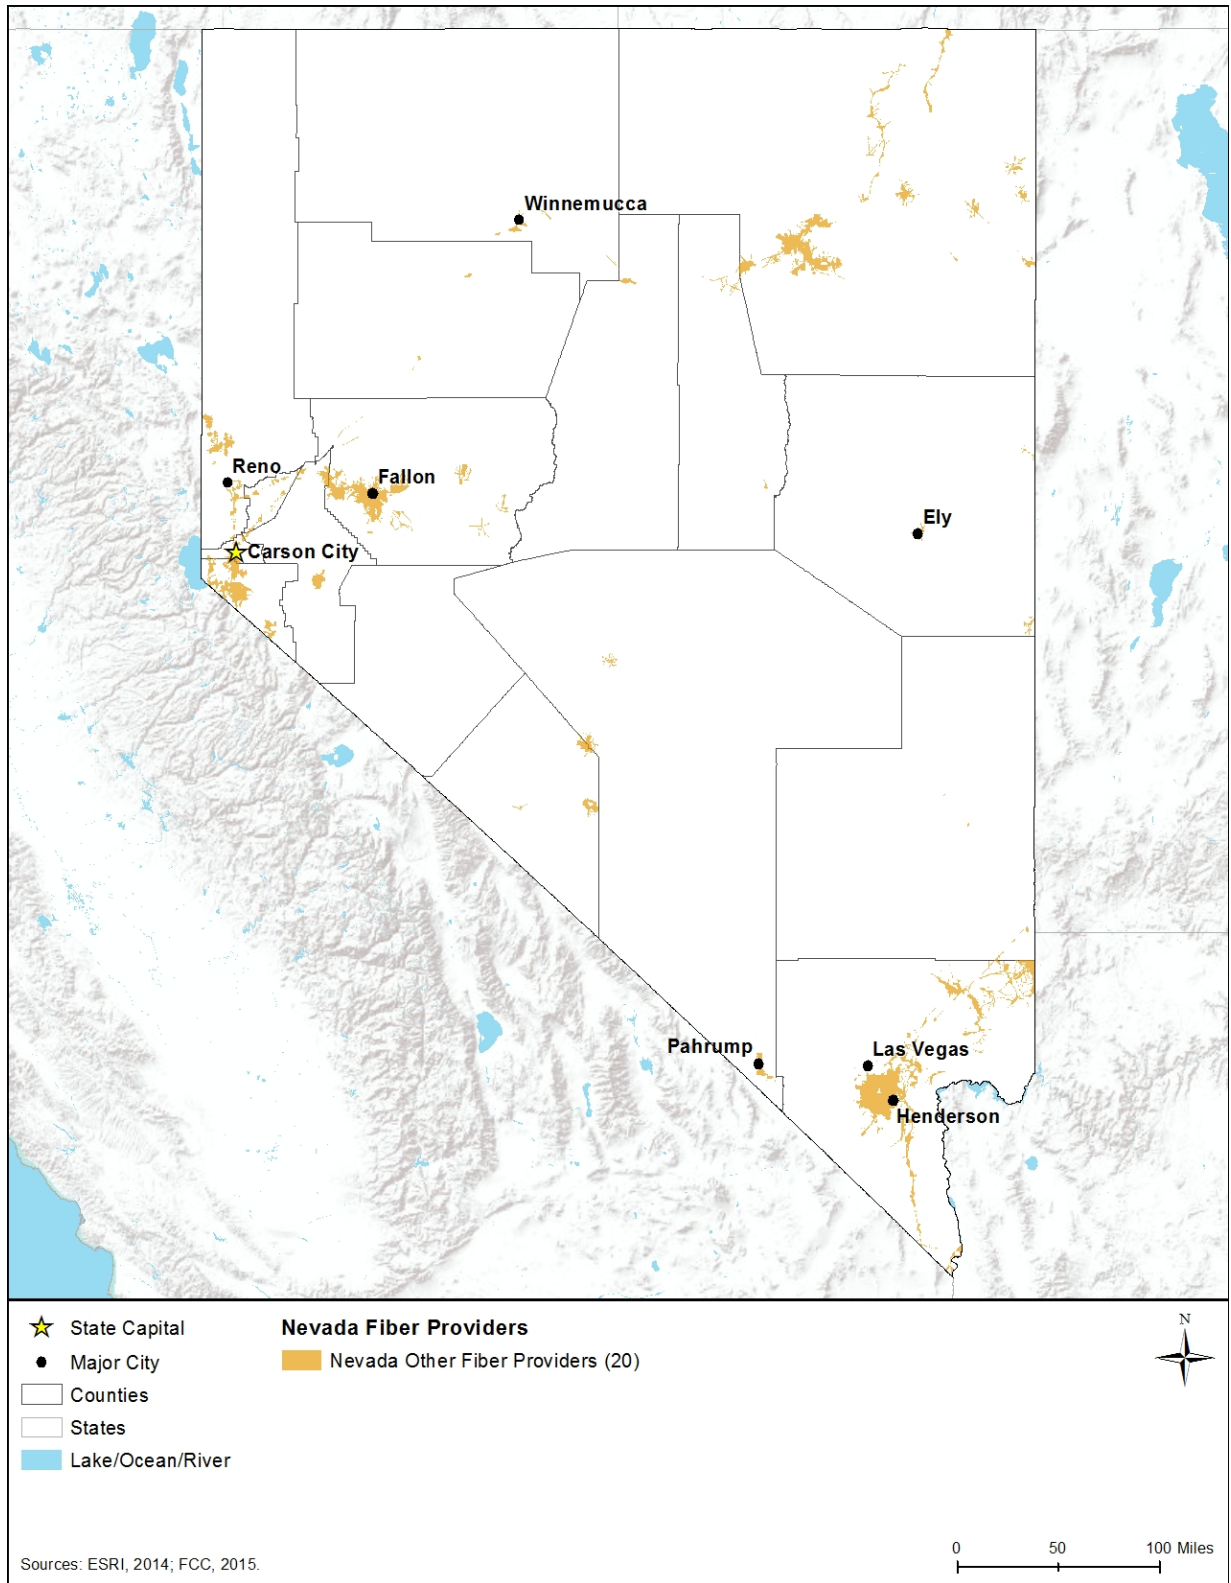 Winnemucca
Reno
Fallon
Ely
Carson City
Pahrump
Las Vegas
Henderson
State Capital
Major City
Counties
States
Lake/Ocean/River
Nevada Fiber Providers
Nevada Other Fiber Providers (20)
N
Sources: ESRI, 2014; FCC, 2015.
0 50 100 Miles